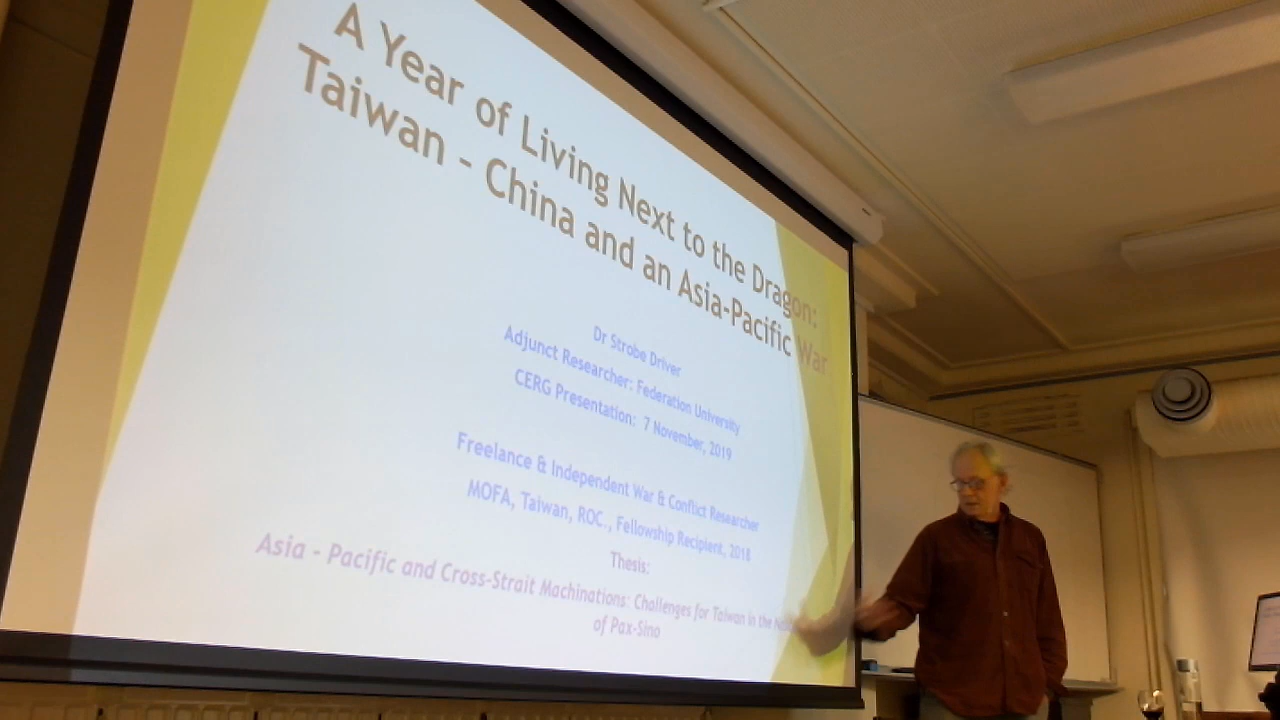 A Year of Living Next to the Dragon:
Taiwan - China and an Asia-Pacific War
Dr Strobe Driver
Adjunct Researcher: Federation University
CERG Presentation: 7 November, 2019
Freelance & Independent War & Conflict Researcher
MOFA, Taiwan, ROC., Fellowship Recipient, 2018
Thesis:
Asia - Pacific and Cross-Strait Machinations: Challenges for Taiwan in the
of Pax-Sino